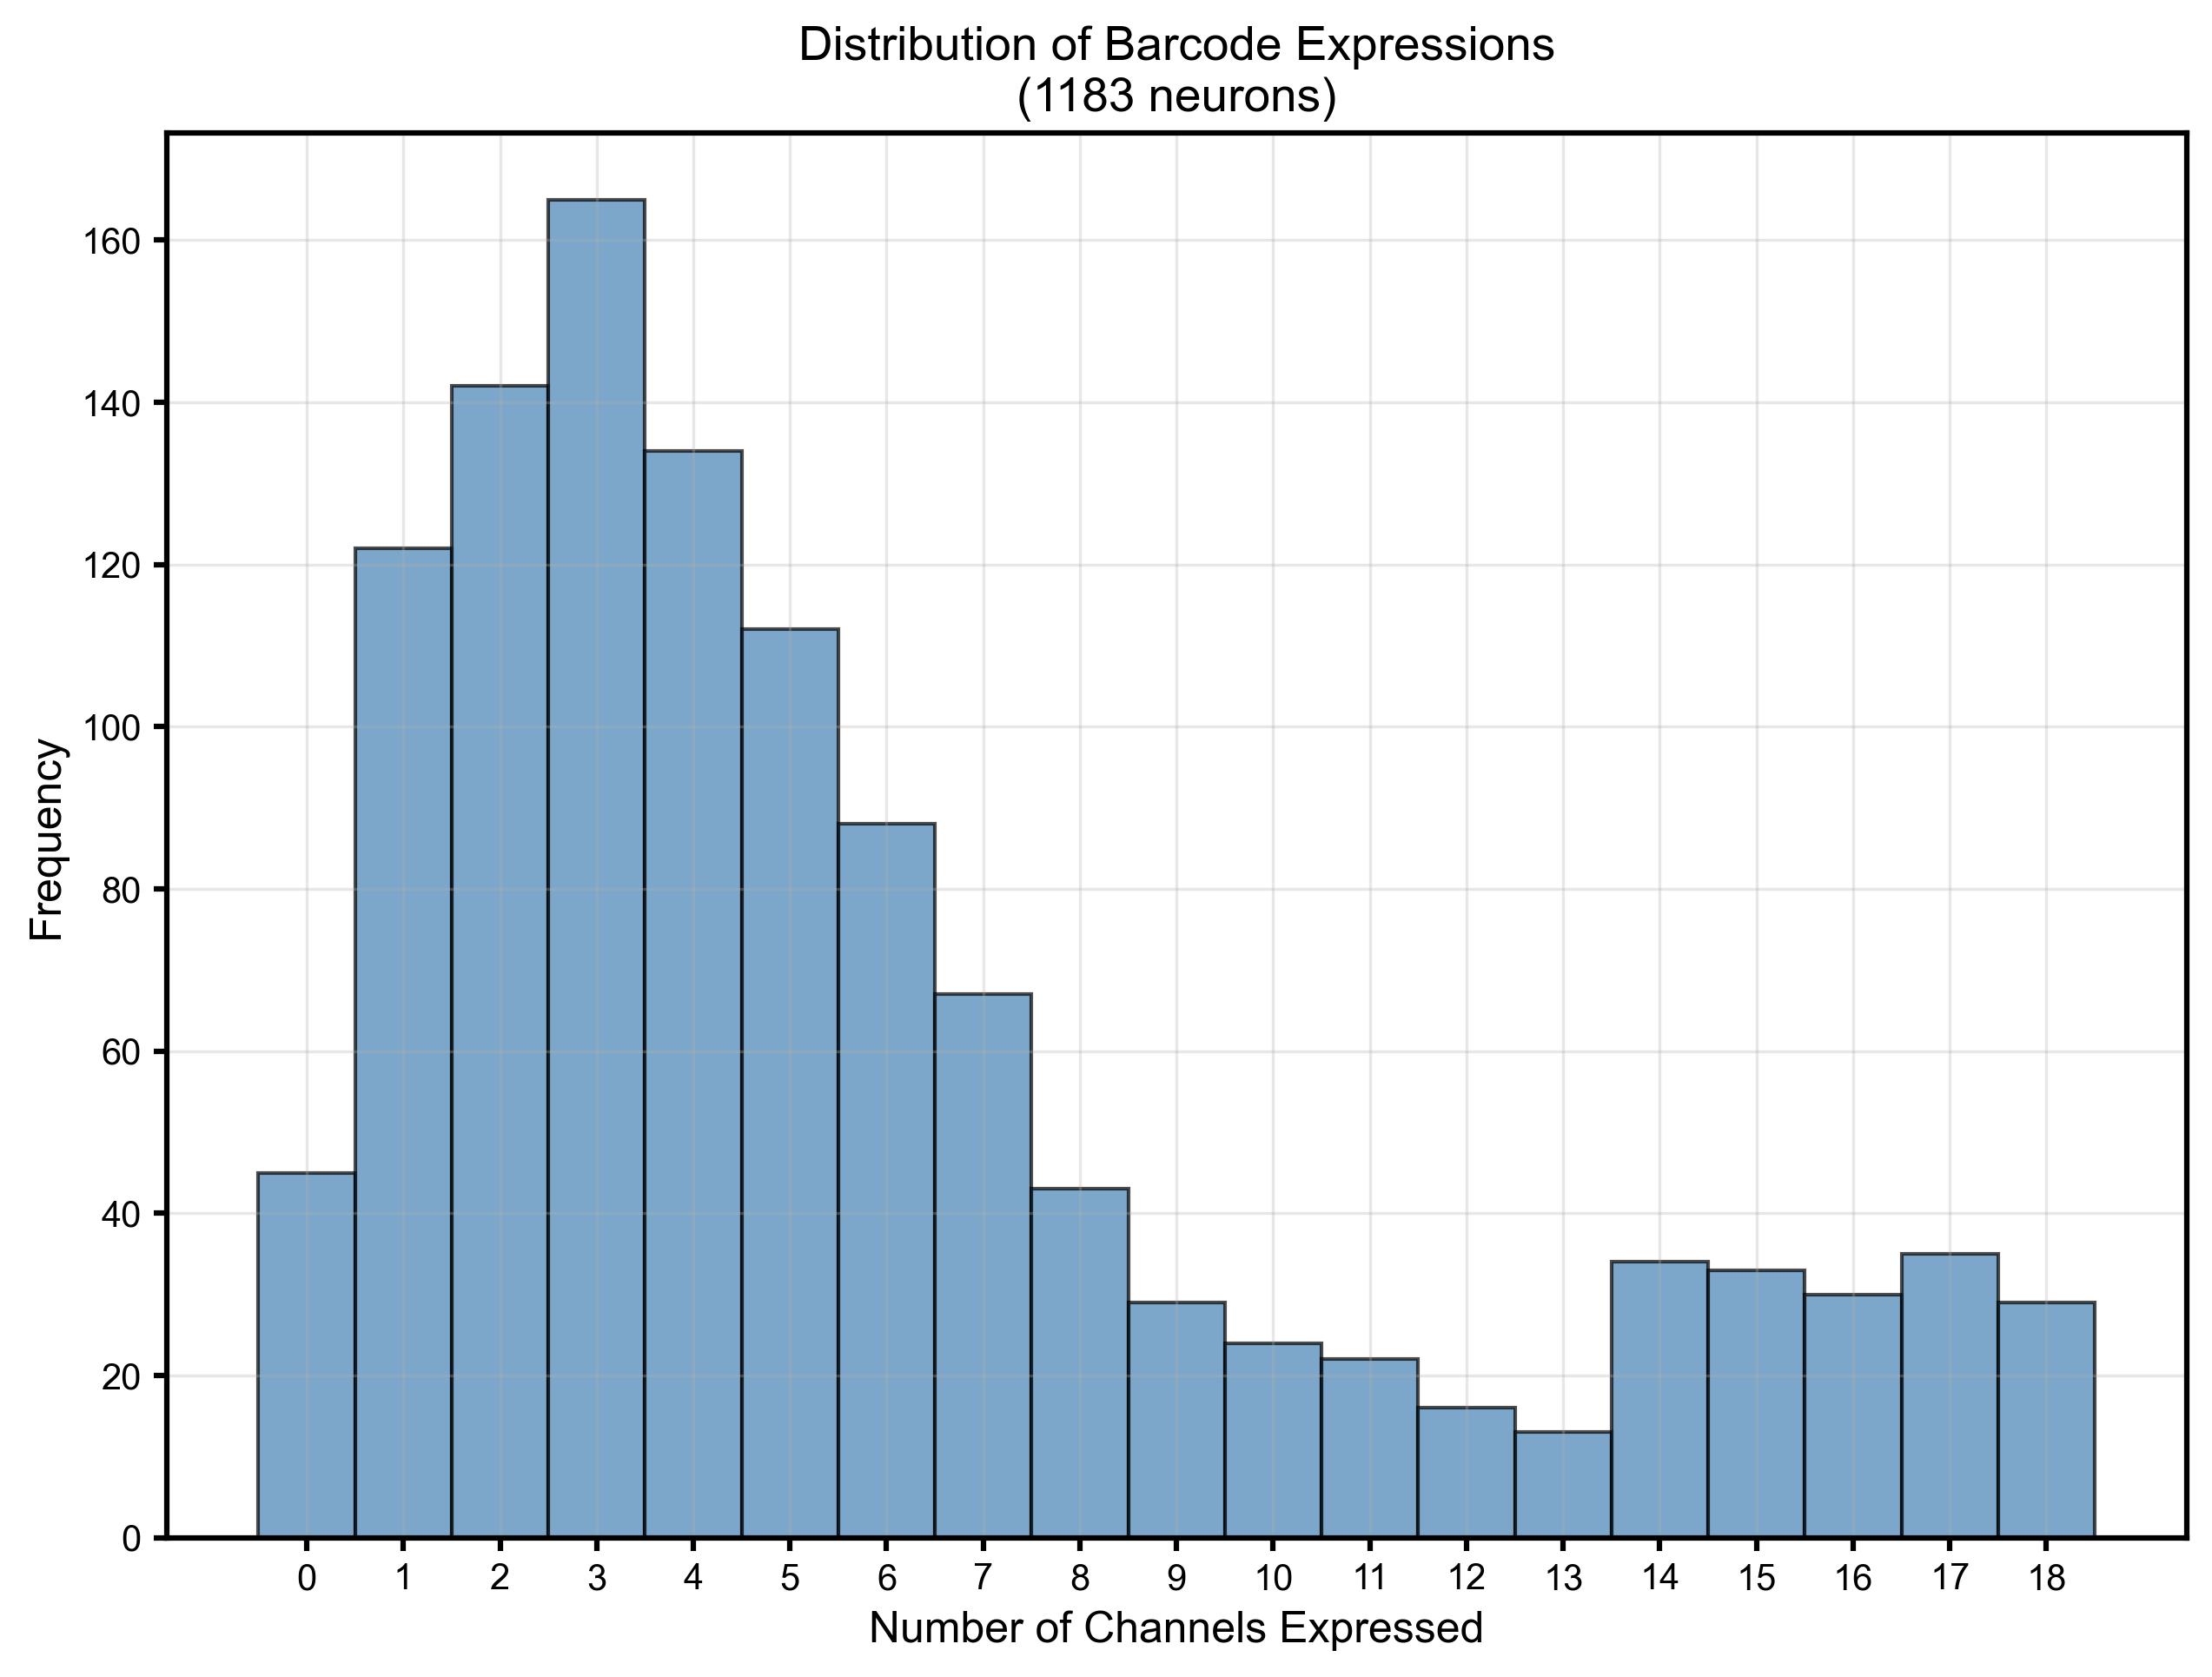 Distribution of Barcode Expressions
(1183 neurons)
Frequency
160
140
120
100
80
60
40
20
0
0 1 2 3 4 5 6 7 8 9 10 11 12 13 14 15 16 17 18
Number of Channels Expressed